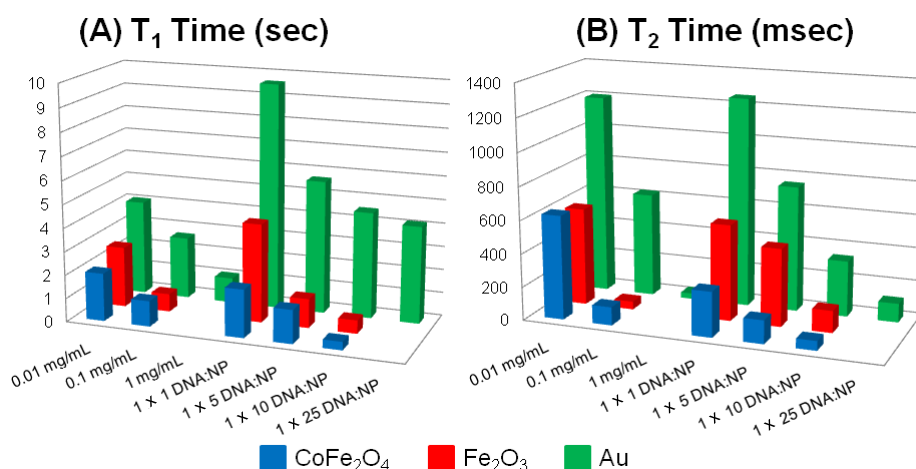 (A) T₁ Time (sec)
10
9
8
7
6
5
4
3
2
1
0
0.01 mg/mL
0.1 mg/mL
1 mg/mL
1 x 1 DNA:NP
1 x 5 DNA:NP
1 x 10 DNA:NP
1 x 25 DNA:NP
(B) T₂ Time (msec)
1400
1200
1000
800
600
400
200
0
0.01 mg/mL
0.1 mg/mL
1 mg/mL
1 x 1 DNA:NP
1 x 5 DNA:NP
1 x 10 DNA:NP
1 x 25 DNA:NP
CoFe₂O₄ Fe₂O₃ Au